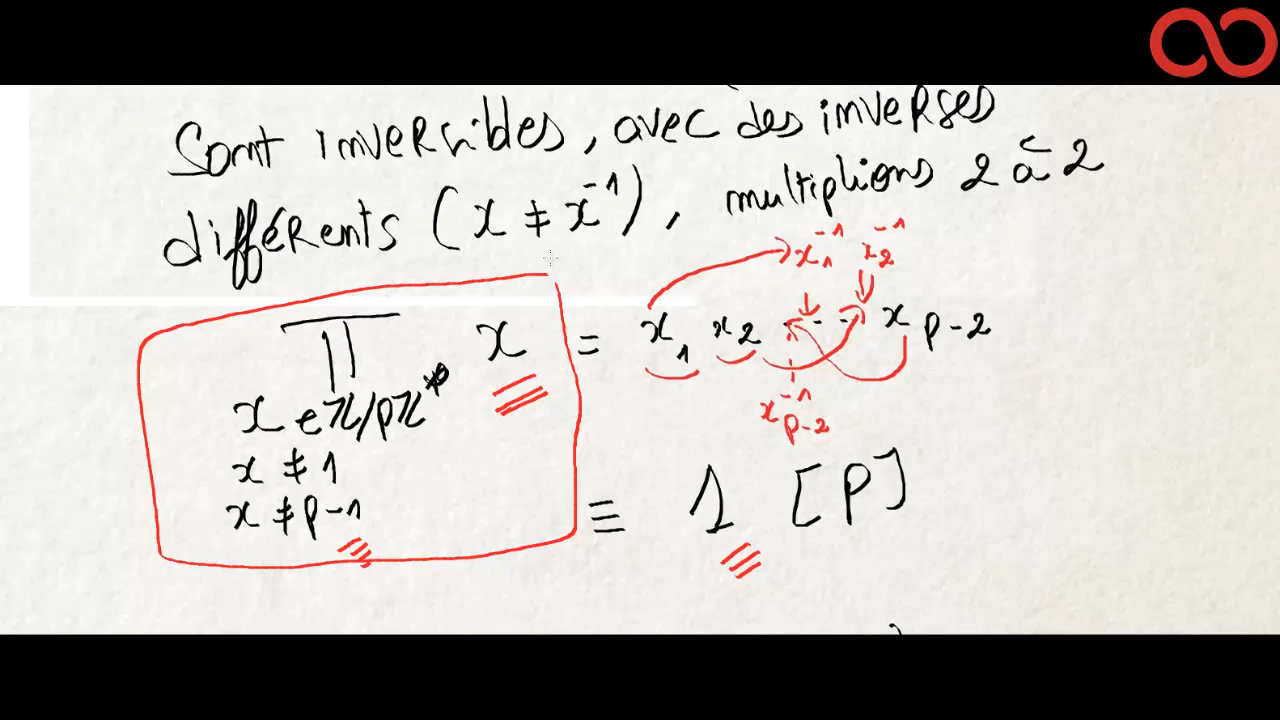 Sont inversibles, avec des inverses
différents (x ≠ x⁻¹), multiplions 2 à 2
x₁⁻¹ x₂⁻¹
∏ x = x₁ x₂ - - - x p-2
x ∈ ℤ/pℤ*
x ≠ 1
x ≠ p-1
x⁻¹ p-2
≡ 1 [P]